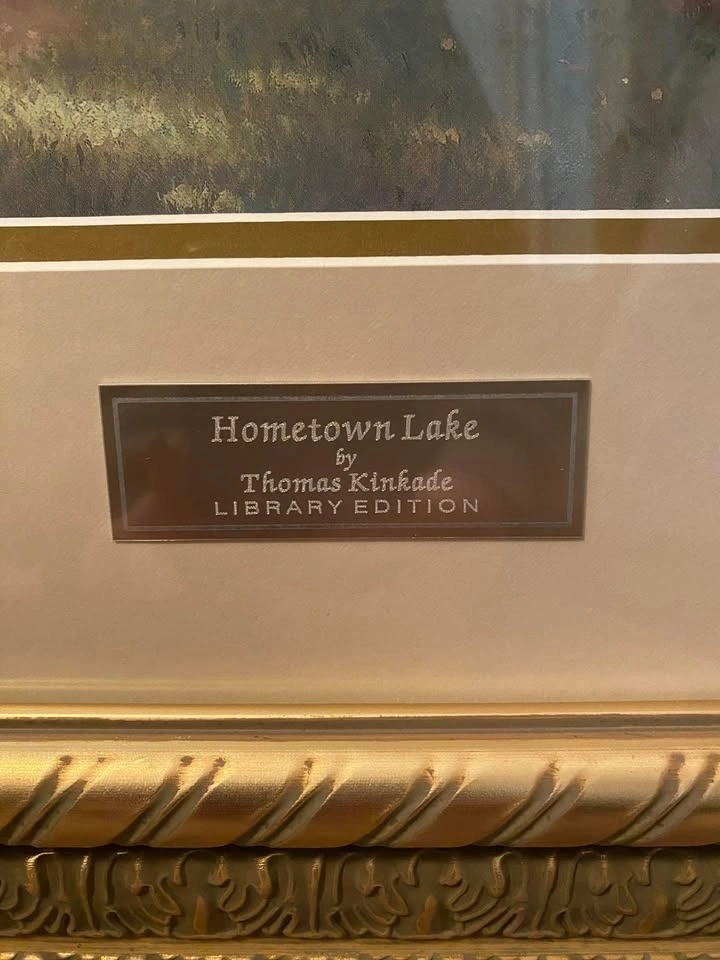 Hometown Lake
by
Thomas Kinkade
LIBRARY EDITION